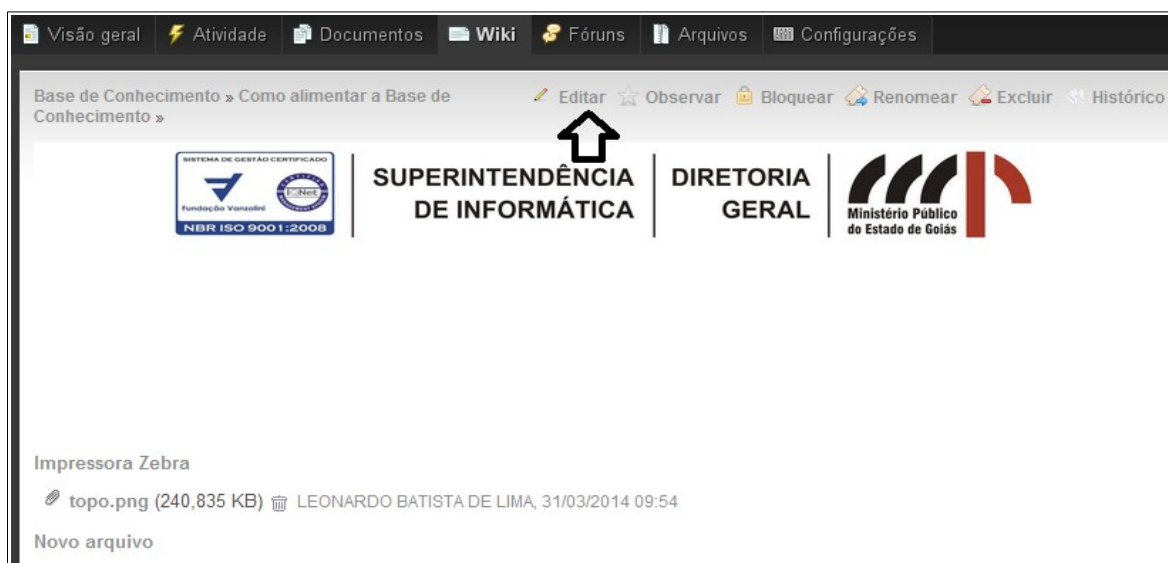 Visão geral Atividade Documentos Wiki Fóruns Arquivos Configurações
Base de Conhecimento » Como alimentar a Base de
Conhecimento »
Editar Observar Bloquear Renomear Excluir Histórico
SISTEMA DE GESTÃO CERTIFICADO
IQNet
Fundação Vanzolini
NBR ISO 9001:2008
SUPERINTENDÊNCIA
DE INFORMÁTICA
DIRETORIA
GERAL
Ministério Público
do Estado de Goiás
Impressora Zebra
topo.png (240,835 KB) LEONARDO BATISTA DE LIMA, 31/03/2014 09:54
Novo arquivo